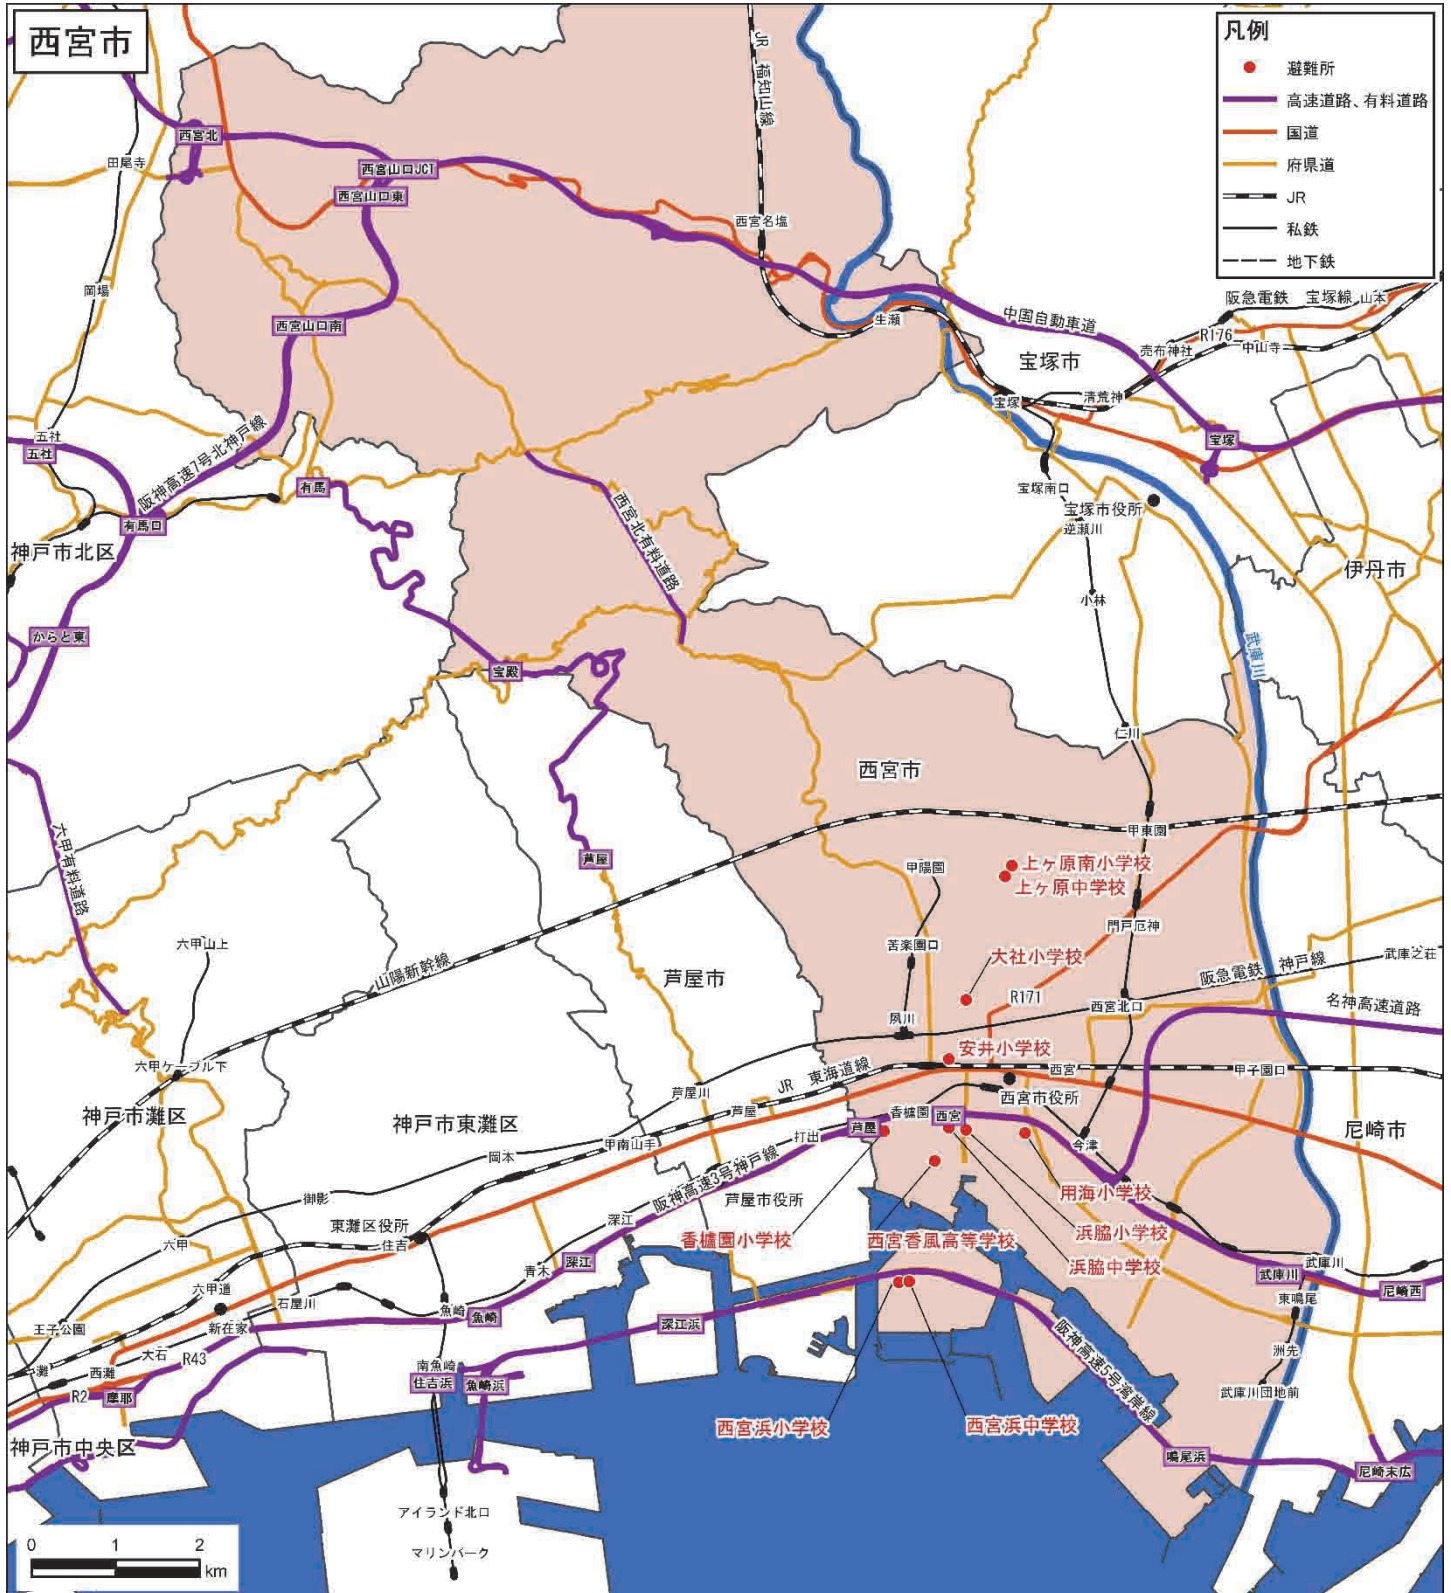 西宮市
凡例
避難所
高速道路、有料道路
国道
府県道
JR
私鉄
地下鉄
JR 福知山線
西宮北
田尾寺
西宮山口JCT
西宮山口東
西宮名塩
岡場
西宮山口南
生瀬
中国自動車道
阪急電鉄 宝塚線
山本
R176
売布神社
中山寺
宝塚市
清荒神
宝塚
宝塚
五社
五社
阪神高速7号北神戸線
有馬
有馬口
宝塚南口
宝塚市役所
逆瀬川
西宮北有料道路
神戸市北区
伊丹市
小林
からと東
武庫川
宝殿
仁川
西宮市
六甲有料道路
甲東園
芦屋
甲陽園
上ヶ原南小学校
上ヶ原中学校
門戸厄神
六甲山上
苦楽園口
大社小学校
武庫之荘
山陽新幹線
芦屋市
阪急電鉄 神戸線
R171
西宮北口
名神高速道路
夙川
安井小学校
六甲ケーブル下
JR 東海道線
西宮
甲子園口
芦屋川
西宮市役所
神戸市灘区
神戸市東灘区
芦屋
香櫨園
西宮
芦屋
打出
甲南山手
今津
尼崎市
岡本
阪神高速3号神戸線
芦屋市役所
用海小学校
御影
深江
東灘区役所
香櫨園小学校
西宮香風高等学校
浜脇小学校
六甲
住吉
浜脇中学校
青木
深江
武庫川
武庫川
六甲道
尼崎西
石屋川
魚崎
魚崎
東鳴尾
王子公園
新在家
深江浜
阪神高速5号湾岸線
大石
R43
洲先
灘
西灘
南魚崎
住吉浜
魚崎浜
武庫川団地前
R2
摩耶
西宮浜小学校
西宮浜中学校
神戸市中央区
鳴尾浜
尼崎末広
アイランド北口
マリンパーク
0 1 2
km